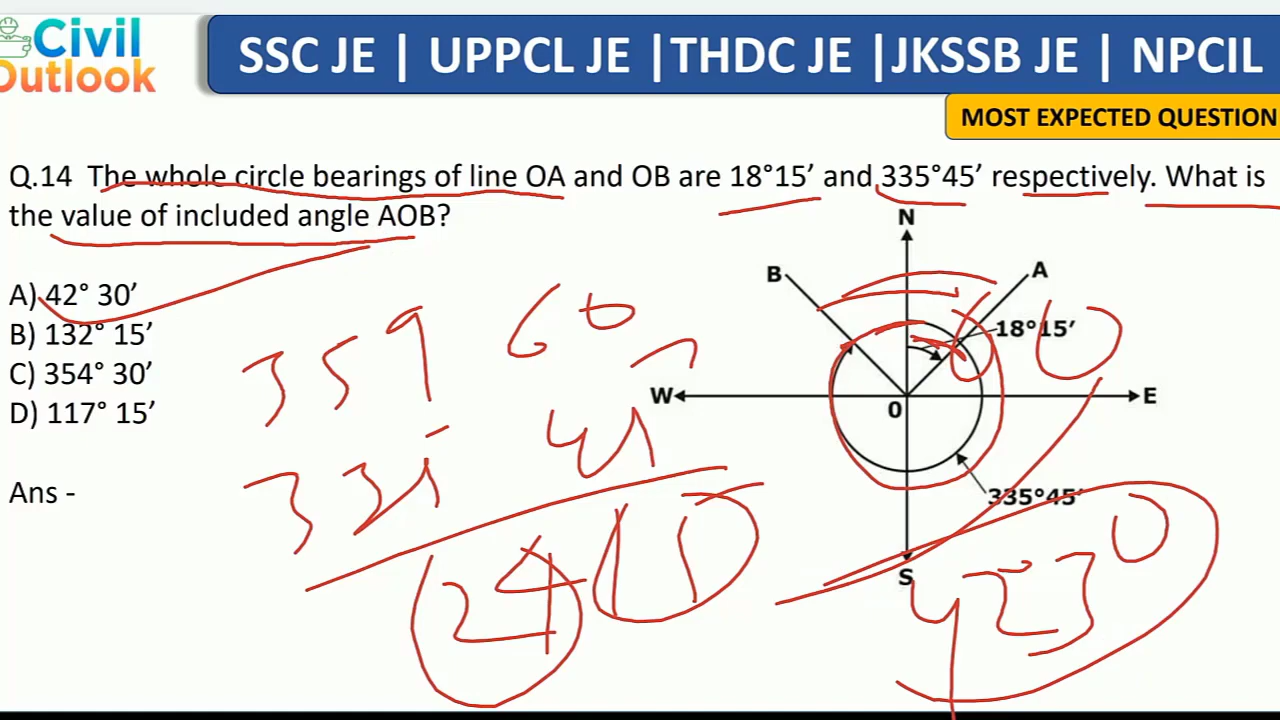 Civil
Outlook
SSC JE | UPPCL JE |THDC JE |JKSSB JE | NPCIL
MOST EXPECTED QUESTION
Q.14 The whole circle bearings of line OA and OB are 18°15’ and 335°45’ respectively. What is
the value of included angle AOB?
A) 42° 30’
B) 132° 15’
C) 354° 30’
D) 117° 15’
Ans -
N
B
A
18°15′
W
E
0
335°45′
S
359 60
335 45
24 15
4230